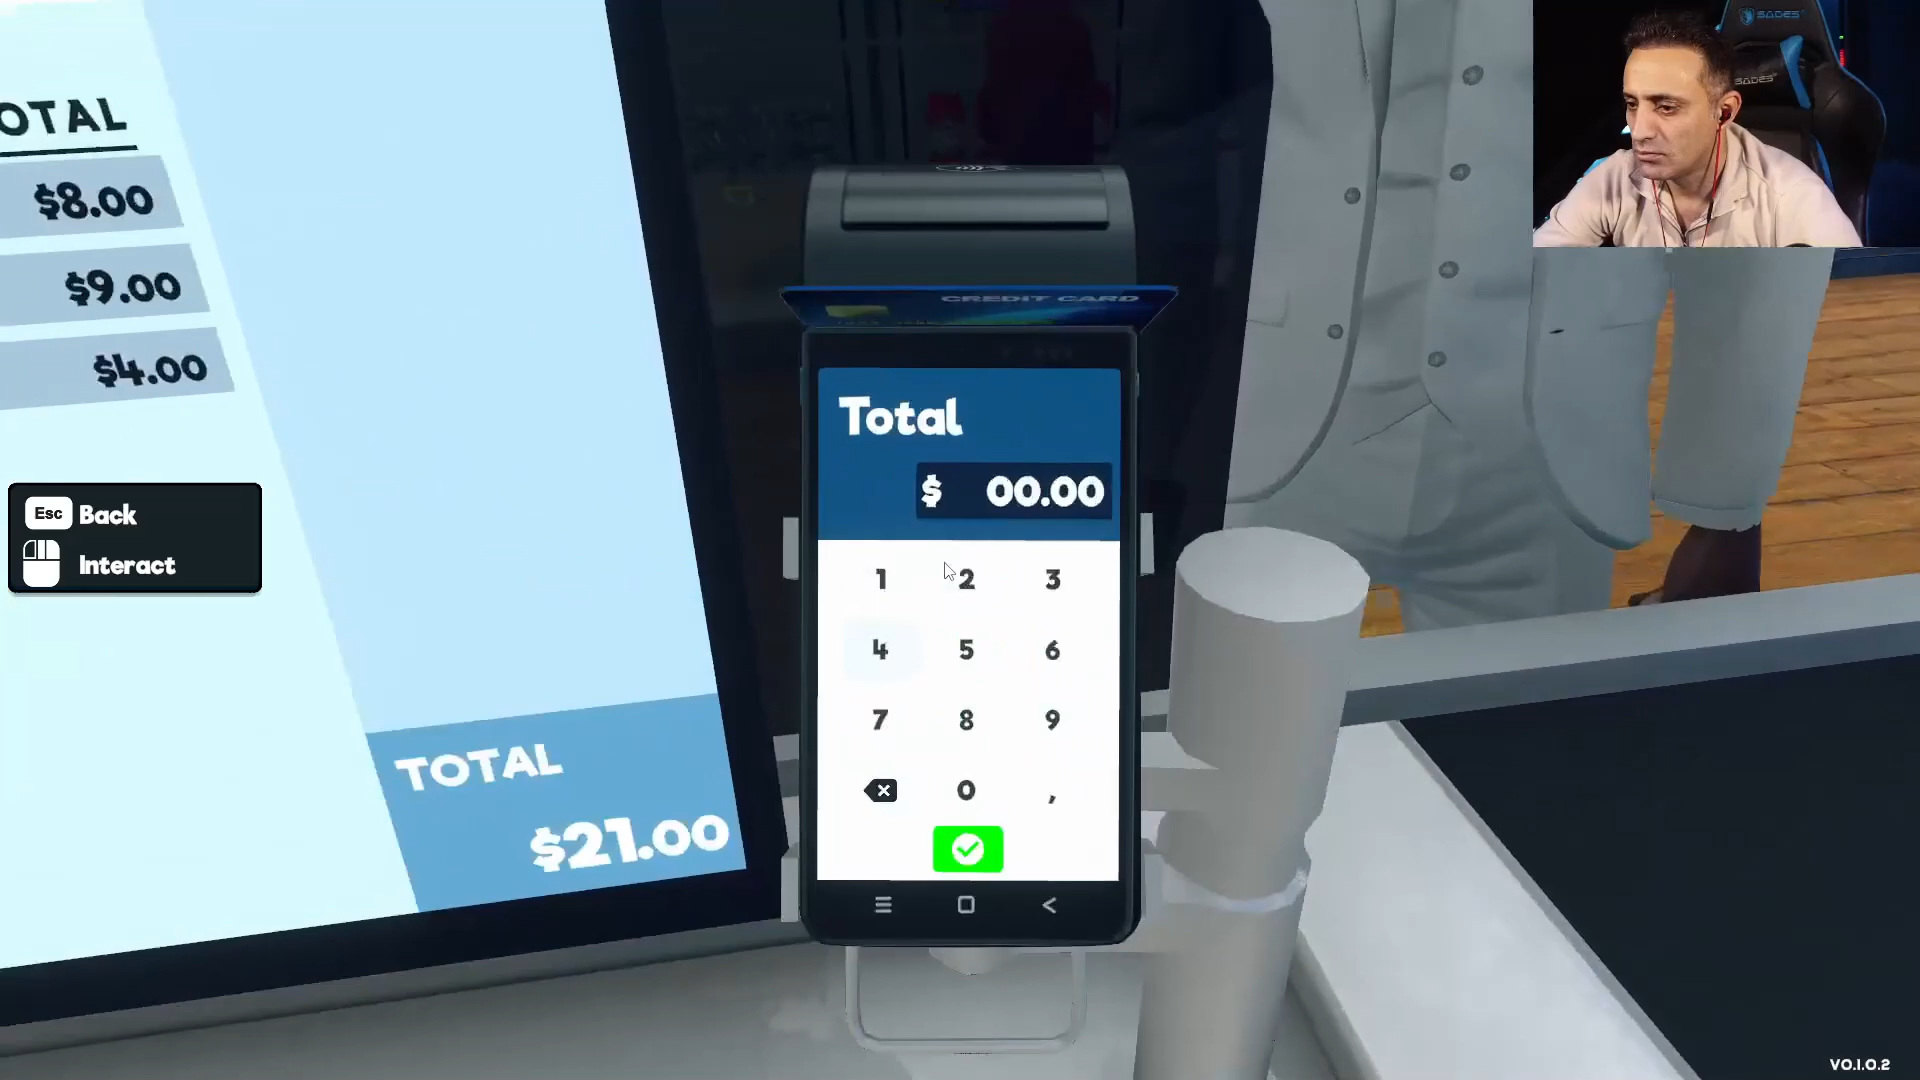 OTAL
$8.00
$9.00
$4.00
TOTAL
$21.00
Esc Back
Interact
CREDIT CARD
Total
$ 00.00
1 2 3
4 5 6
7 8 9
0 ,
SADES
SADES
V0.1.0.2